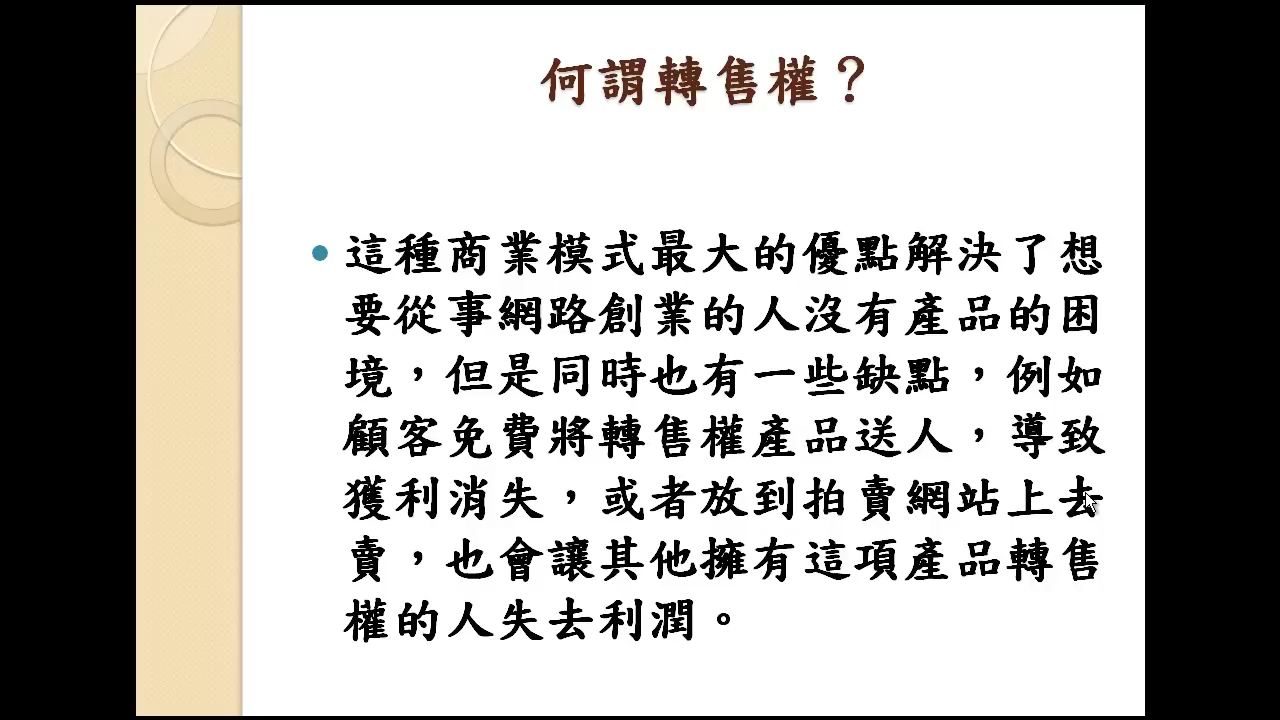 何謂轉售權？
這種商業模式最大的優點解決了想
要從事網路創業的人沒有產品的困
境，但是同時也有一些缺點，例如
顧客免費將轉售權產品送人，導致
獲利消失，或者放到拍賣網站上去
賣，也會讓其他擁有這項產品轉售
權的人失去利潤。